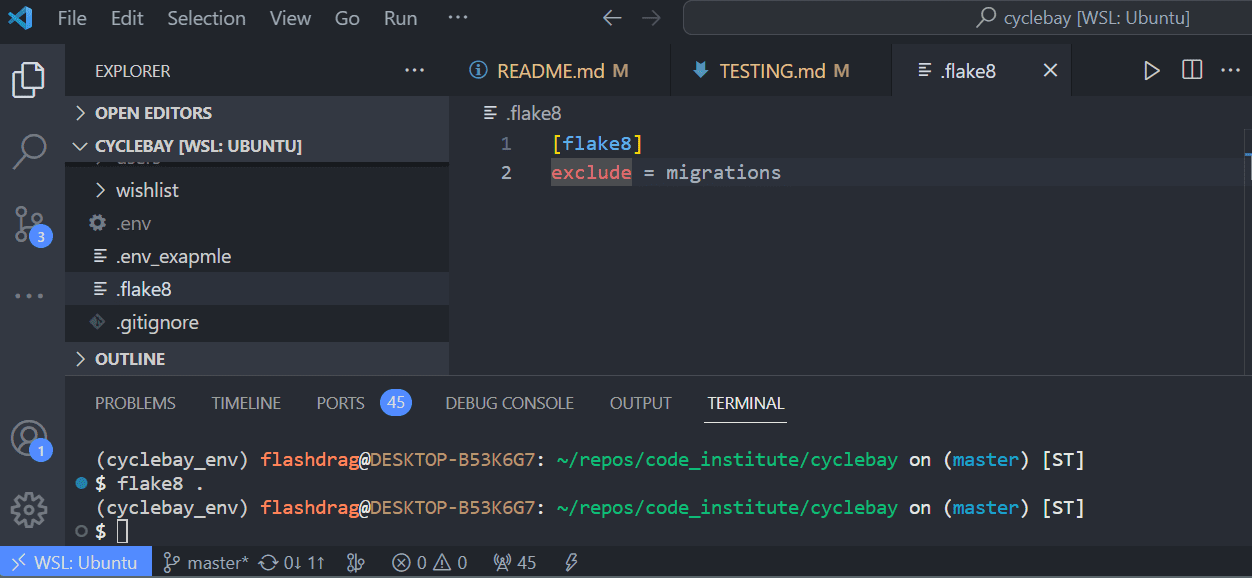 File Edit Selection View Go Run ··· cyclebay [WSL: Ubuntu]
EXPLORER ···
README.md M TESTING.md M .flake8
OPEN EDITORS
CYCLEBAY [WSL: UBUNTU]
users
wishlist
.env
.env_exapmle
.flake8
.gitignore
OUTLINE
.flake8
1 [flake8]
2 exclude = migrations
3
1
PROBLEMS TIMELINE PORTS 45 DEBUG CONSOLE OUTPUT TERMINAL
(cyclebay_env) flashdrag@DESKTOP-B53K6G7: ~/repos/code_institute/cyclebay on (master) [ST]
$ flake8 .
(cyclebay_env) flashdrag@DESKTOP-B53K6G7: ~/repos/code_institute/cyclebay on (master) [ST]
$
WSL: Ubuntu master* 0↓ 1↑ 0 0 45